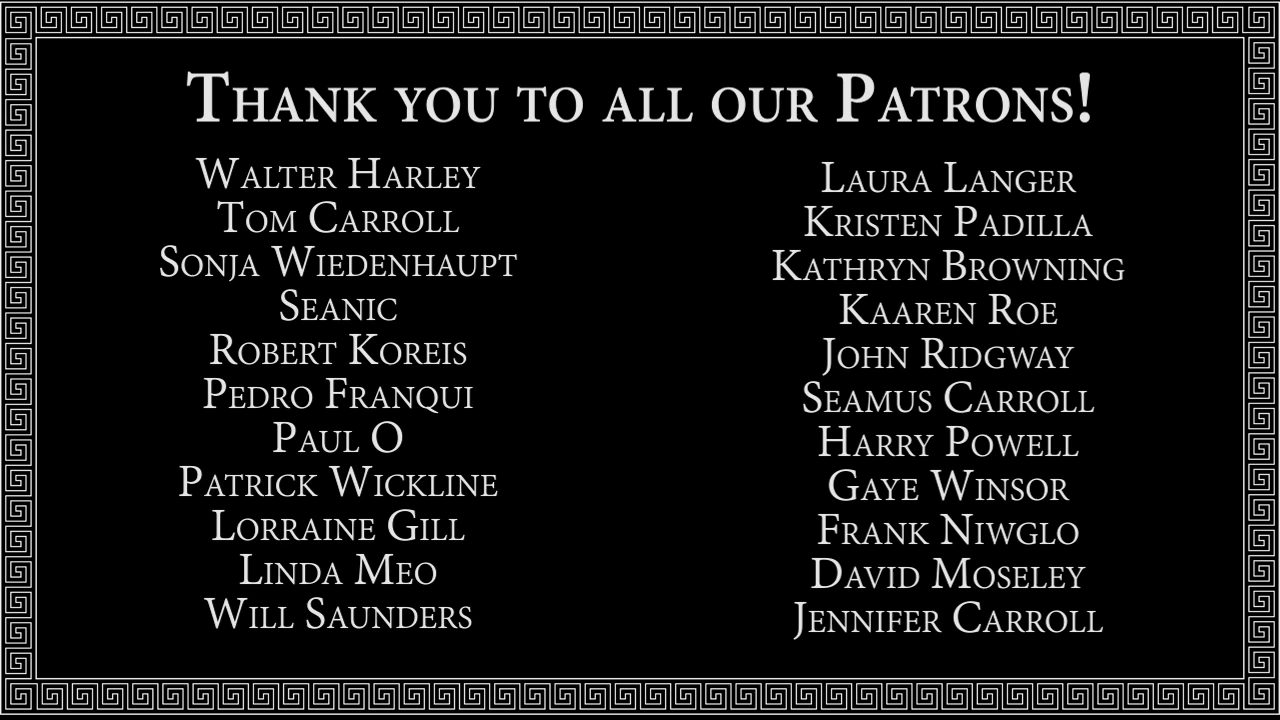 Thank you to all our Patrons!
Walter Harley
Tom Carroll
Sonja Wiedenhaupt
Seanic
Robert Koreis
Pedro Franqui
Paul O
Patrick Wickline
Lorraine Gill
Linda Meo
Will Saunders
Laura Langer
Kristen Padilla
Kathryn Browning
Kaaren Roe
John Ridgway
Seamus Carroll
Harry Powell
Gaye Winsor
Frank Niwglo
David Moseley
Jennifer Carroll